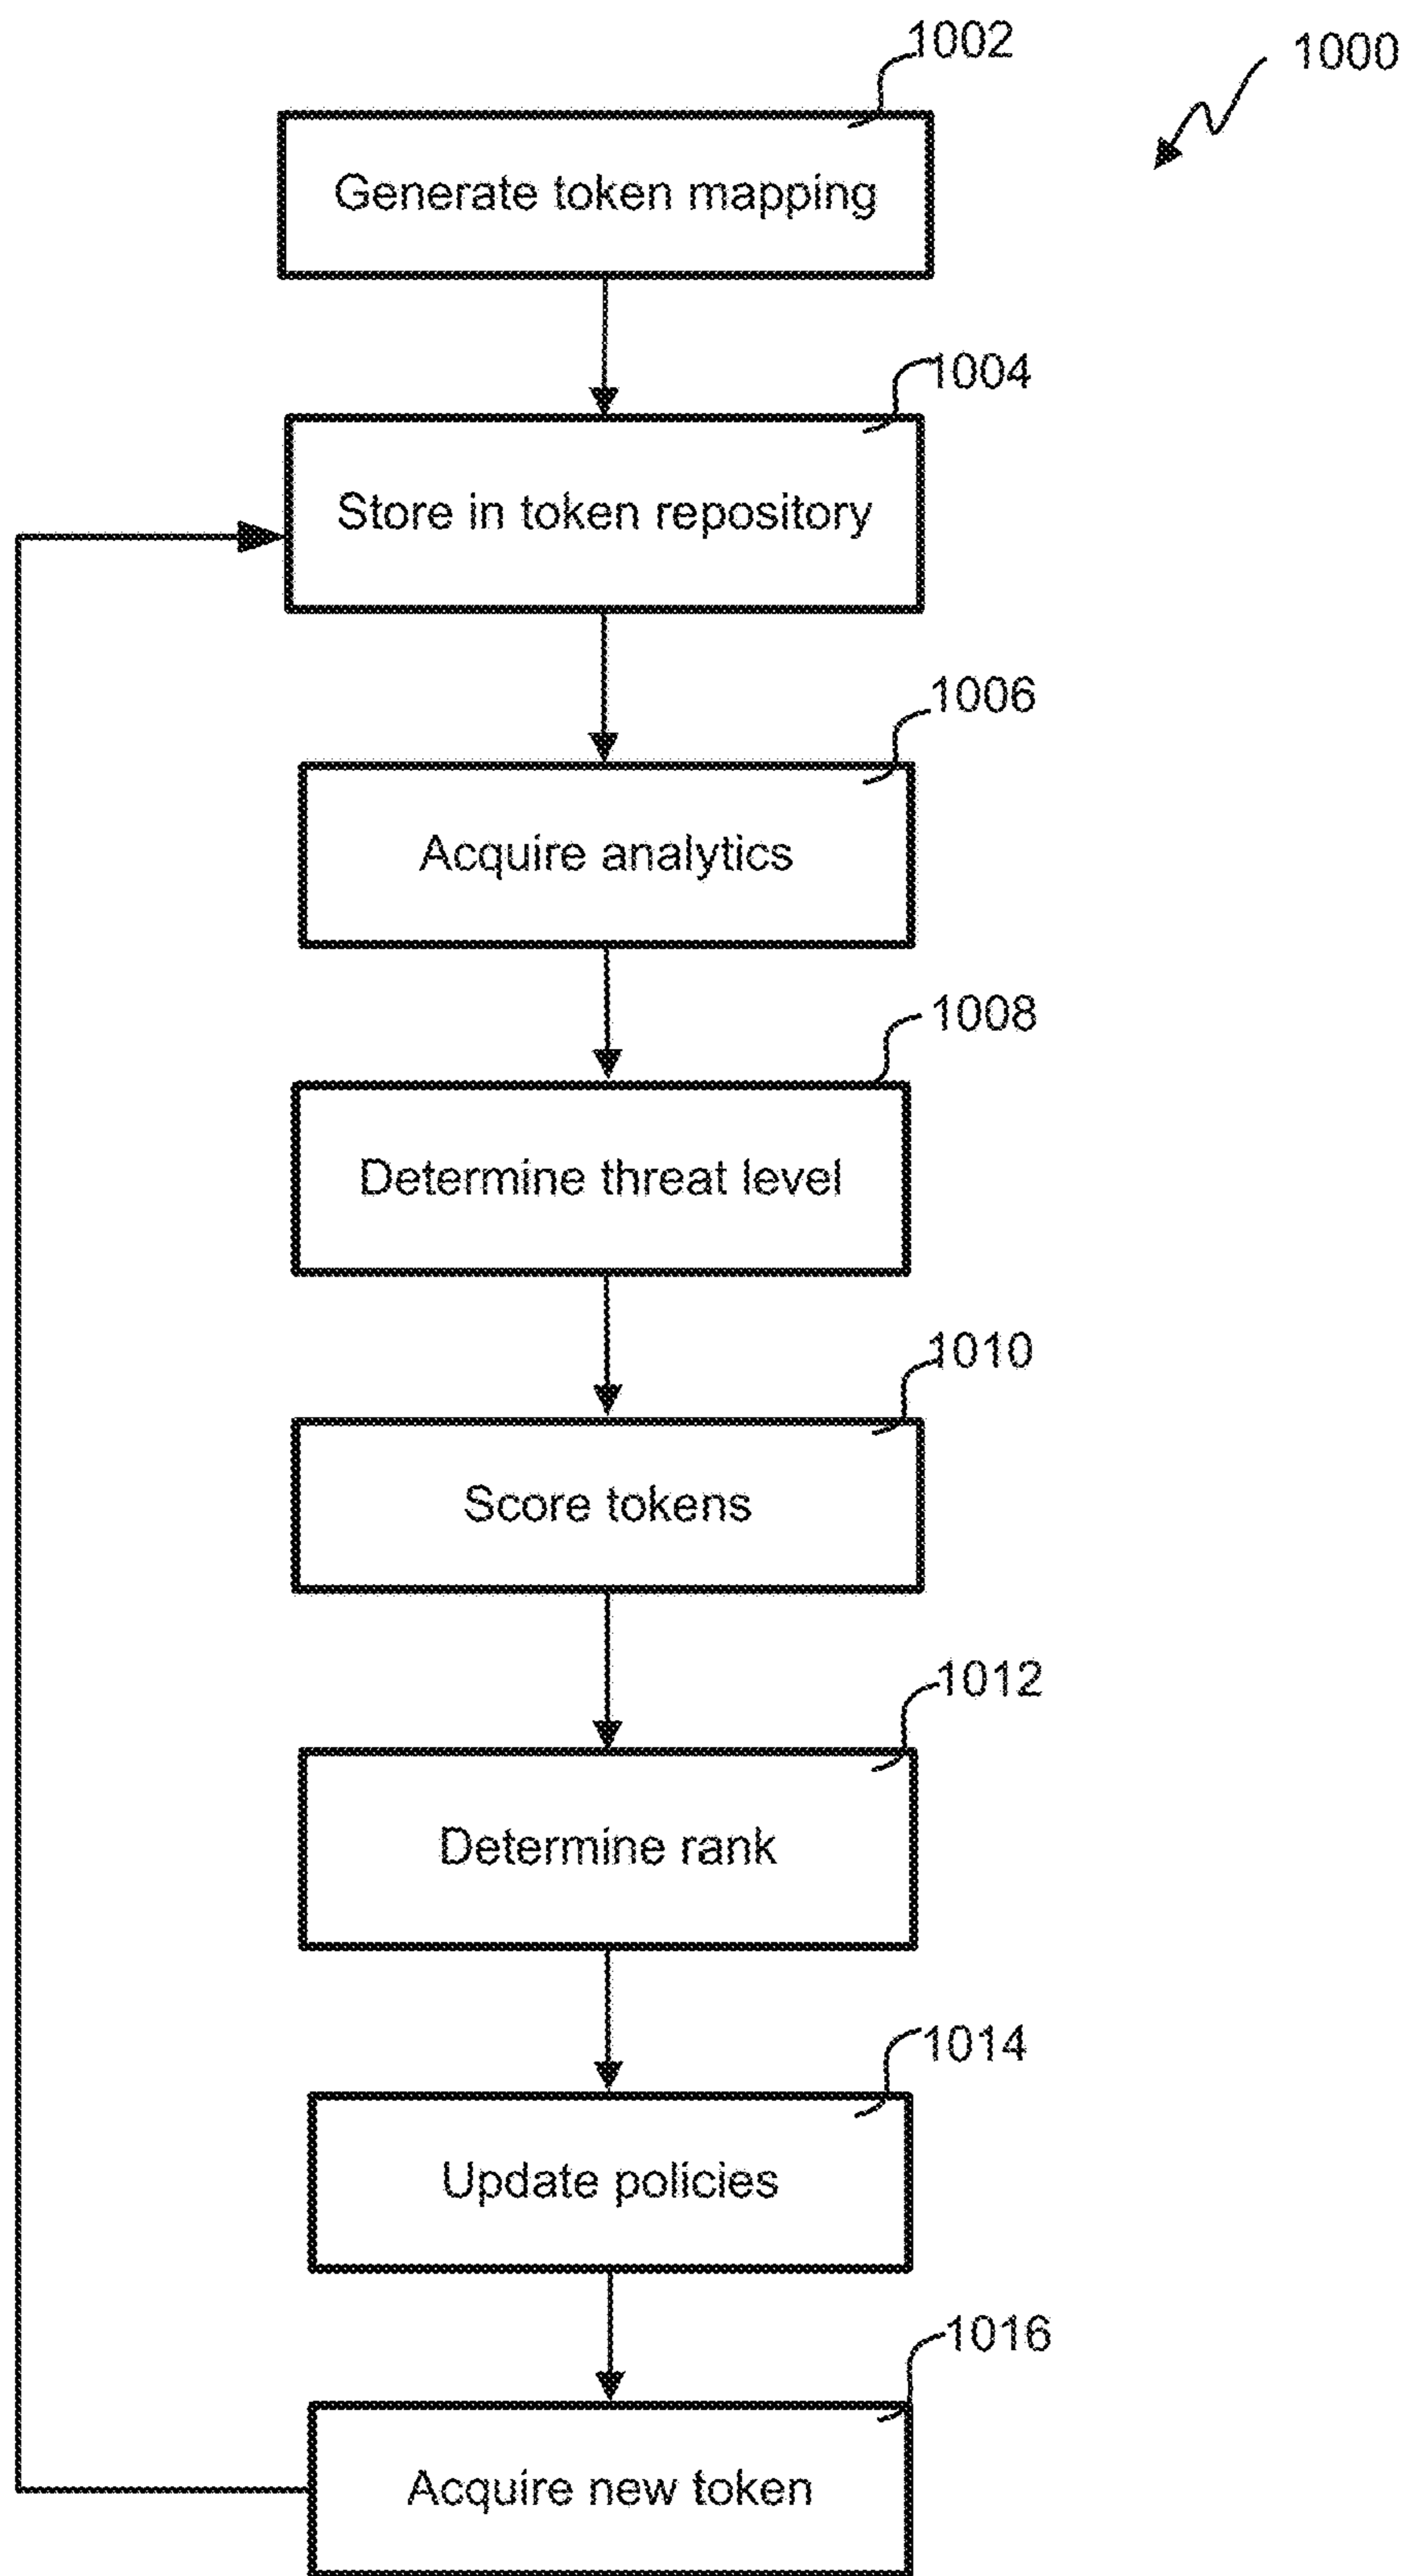 1002
1000
Generate token mapping
1004
Store in token repository
1006
Acquire analytics
1008
Determine threat level
1010
Score tokens
1012
Determine rank
1014
Update policies
1016
Acquire new token